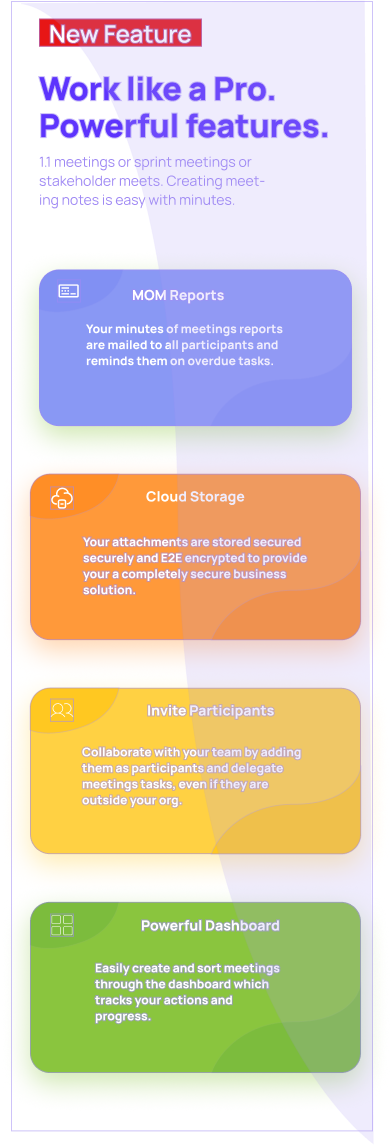 New Feature
Work like a Pro.
Powerful features.
1.1 meetings or sprint meetings or
stakeholder meets. Creating meet-
ing notes is easy with minutes.
MOM Reports
Your minutes of meetings reports
are mailed to all participants and
reminds them on overdue tasks.
Cloud Storage
Your attachments are stored secured
securely and E2E encrypted to provide
your a completely secure business
solution.
Invite Participants
Collaborate with your team by adding
them as participants and delegate
meetings tasks, even if they are
outside your org.
Powerful Dashboard
Easily create and sort meetings
through the dashboard which
tracks your actions and
progress.